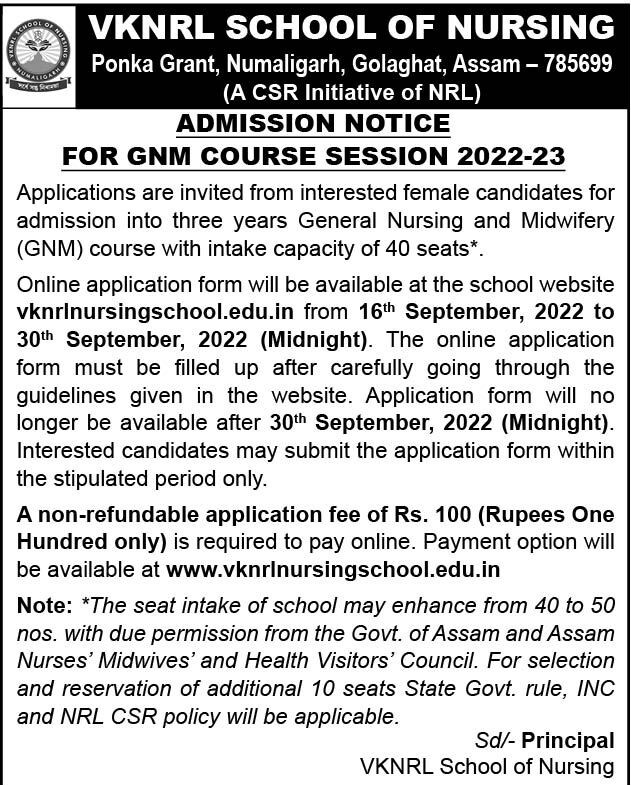 VKNRL SCHOOL OF NURSING
VKNRL SCHOOL OF NURSING
NUMALIGARH
Ponka Grant, Numaligarh, Golaghat, Assam – 785699
(A CSR Initiative of NRL)
ADMISSION NOTICE
FOR GNM COURSE SESSION 2022-23
Applications are invited from interested female candidates for
admission into three years General Nursing and Midwifery
(GNM) course with intake capacity of 40 seats*.
Online application form will be available at the school website
vknrlnursingschool.edu.in from 16th September, 2022 to
30th September, 2022 (Midnight). The online application
form must be filled up after carefully going through the
guidelines given in the website. Application form will no
longer be available after 30th September, 2022 (Midnight).
Interested candidates may submit the application form within
the stipulated period only.
A non-refundable application fee of Rs. 100 (Rupees One
Hundred only) is required to pay online. Payment option will
be available at www.vknrlnursingschool.edu.in
Note: *The seat intake of school may enhance from 40 to 50
nos. with due permission from the Govt. of Assam and Assam
Nurses’ Midwives’ and Health Visitors’ Council. For selection
and reservation of additional 10 seats State Govt. rule, INC
and NRL CSR policy will be applicable.
Sd/- Principal
VKNRL School of Nursing